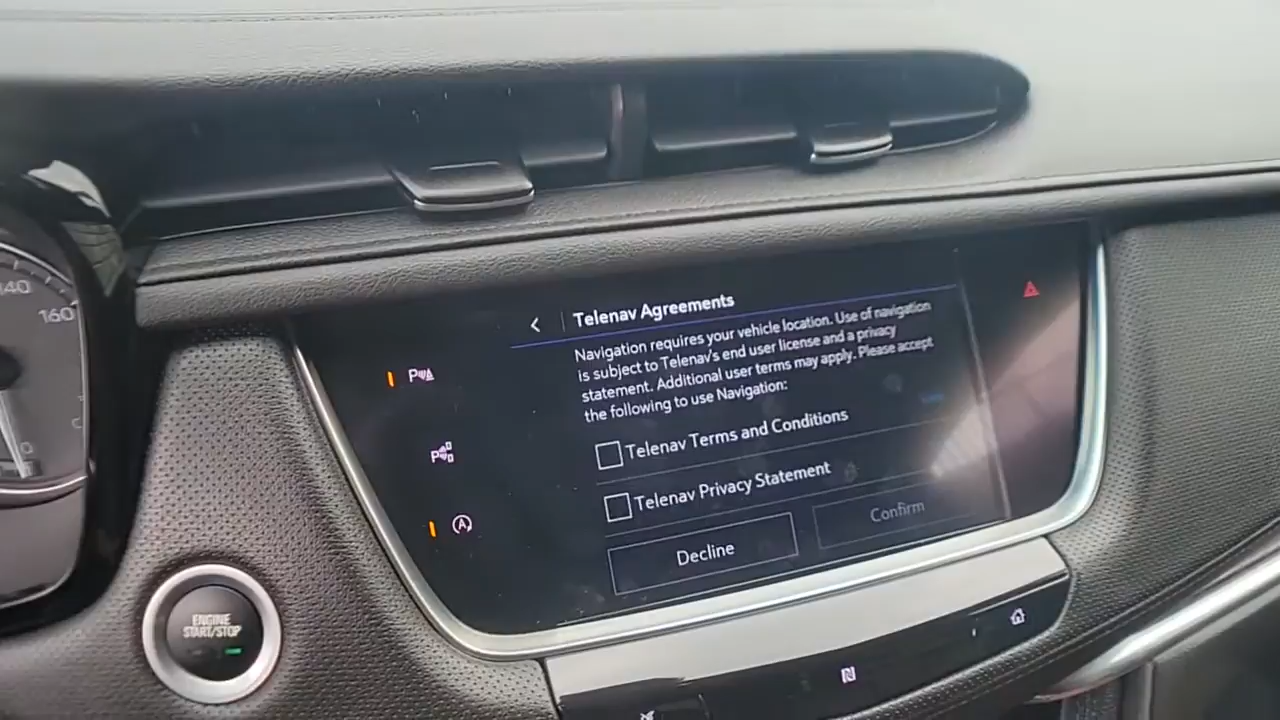 140
160
Telenav Agreements
Navigation requires your vehicle location. Use of navigation
is subject to Telenav's end user license and a privacy
statement. Additional user terms may apply. Please accept
the following to use Navigation:
Telenav Terms and Conditions
Telenav Privacy Statement
Decline
Confirm
P
P
A
ENGINE
START/STOP
0